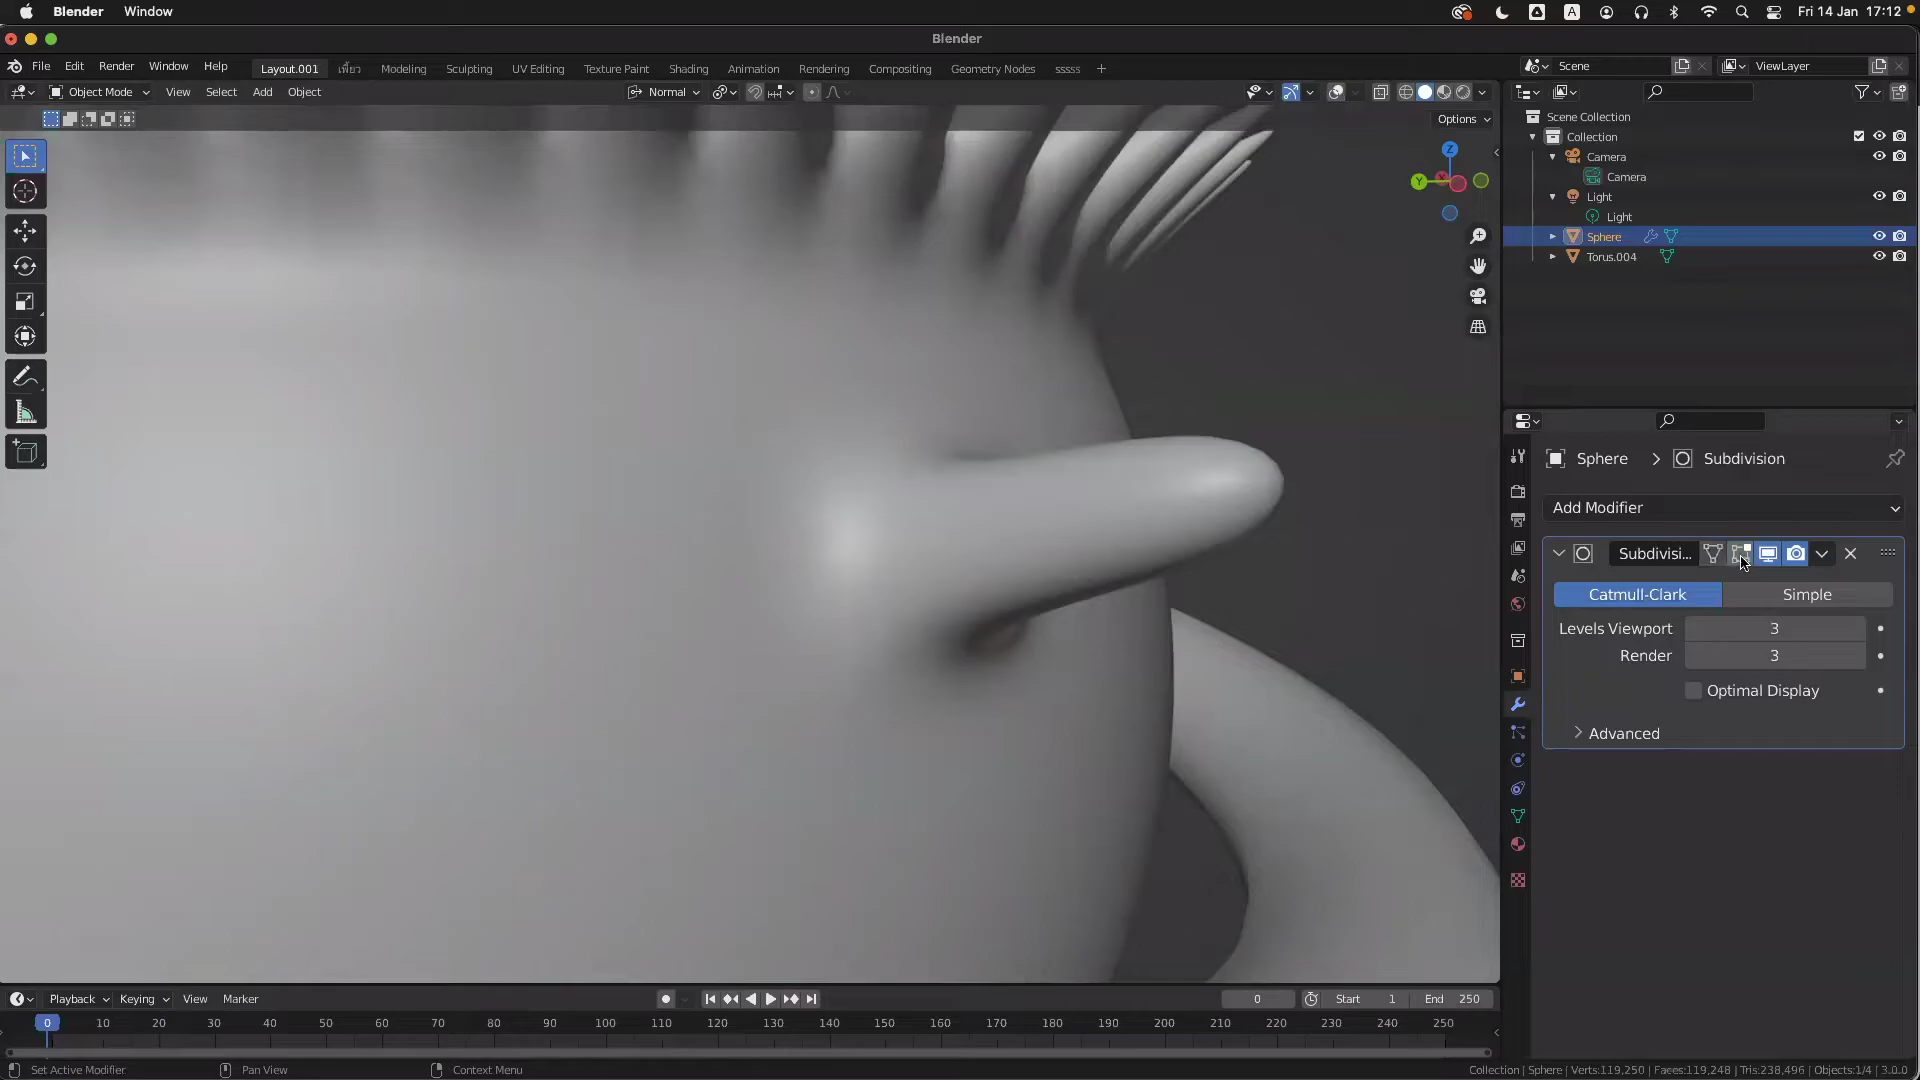 Blender Window
A
Fri 14 Jan 17:12
Blender
File Edit Render Window Help
Layout.001 เพี้ยว Modeling Sculpting UV Editing Texture Paint Shading Animation Rendering Compositing Geometry Nodes sssss +
Scene
ViewLayer
Object Mode View Select Add Object
Normal
Options
Z
Y
Scene Collection
Collection
Camera
Camera
Light
Light
Sphere
Torus.004
Sphere > Subdivision
Add Modifier
Subdivisi...
Catmull-Clark Simple
Levels Viewport 3
Render 3
Optimal Display
Advanced
Playback Keying View Marker
0 Start 1 End 250
0 10 20 30 40 50 60 70 80 90 100 110 120 130 140 150 160 170 180 190 200 210 220 230 240 250
Set Active Modifier Pan View Context Menu
Collection | Sphere | Verts:119,250 | Faces:119,248 | Tris:238,496 | Objects:1/4 | 3.0.0